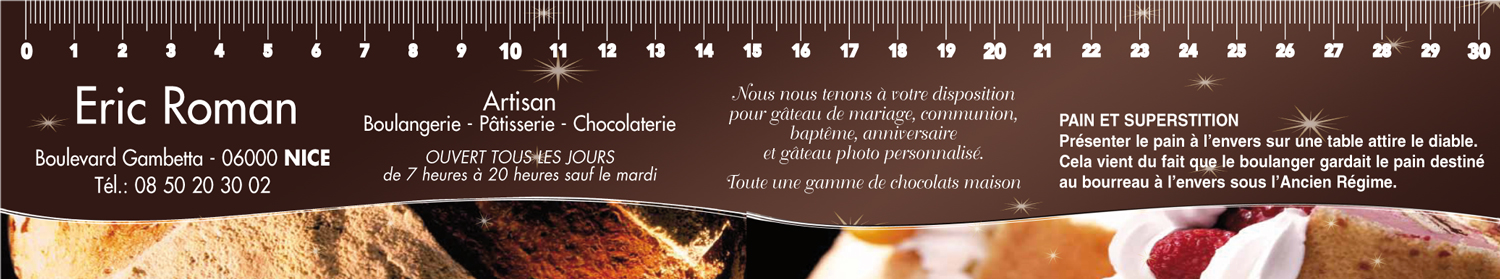 0 1 2 3 4 5 6 7 8 9 10 11 12 13 14 15 16 17 18 19 20 21 22 23 24 25 26 27 28 29 30
Eric Roman
Boulevard Gambetta - 06000 NICE
Tél.: 08 50 20 30 02
Artisan
Boulangerie - Pâtisserie - Chocolaterie
OUVERT TOUS LES JOURS
de 7 heures à 20 heures sauf le mardi
Nous nous tenons à votre disposition
pour gâteau de mariage, communion,
baptême, anniversaire
et gâteau photo personnalisé.
Toute une gamme de chocolats maison
PAIN ET SUPERSTITION
Présenter le pain à l'envers sur une table attire le diable.
Cela vient du fait que le boulanger gardait le pain destiné
au bourreau à l'envers sous l'Ancien Régime.